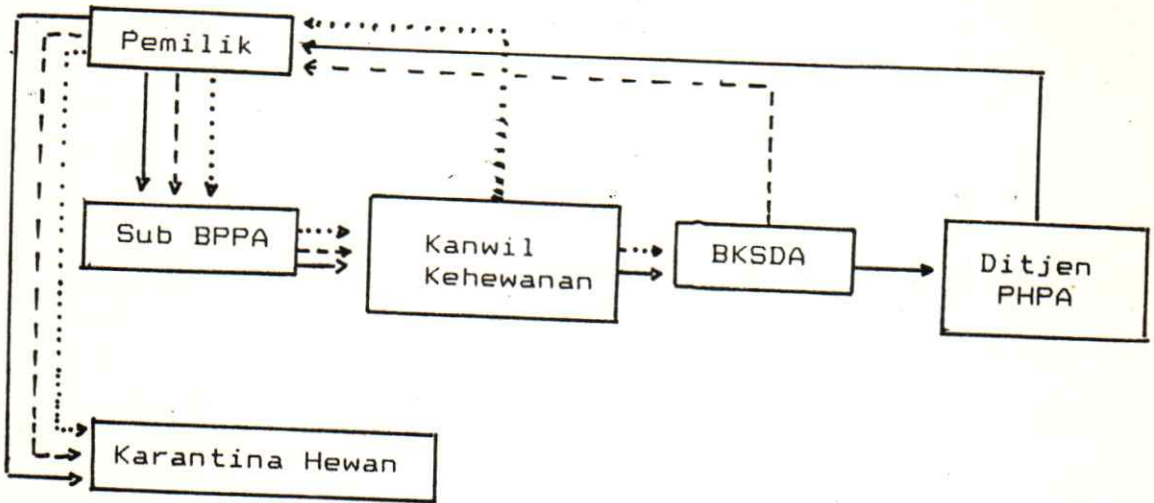 Pemilik
Sub BPPA
Kanwil
Kehewanan
BKSDA
Ditjen
PHPA
Karantina Hewan